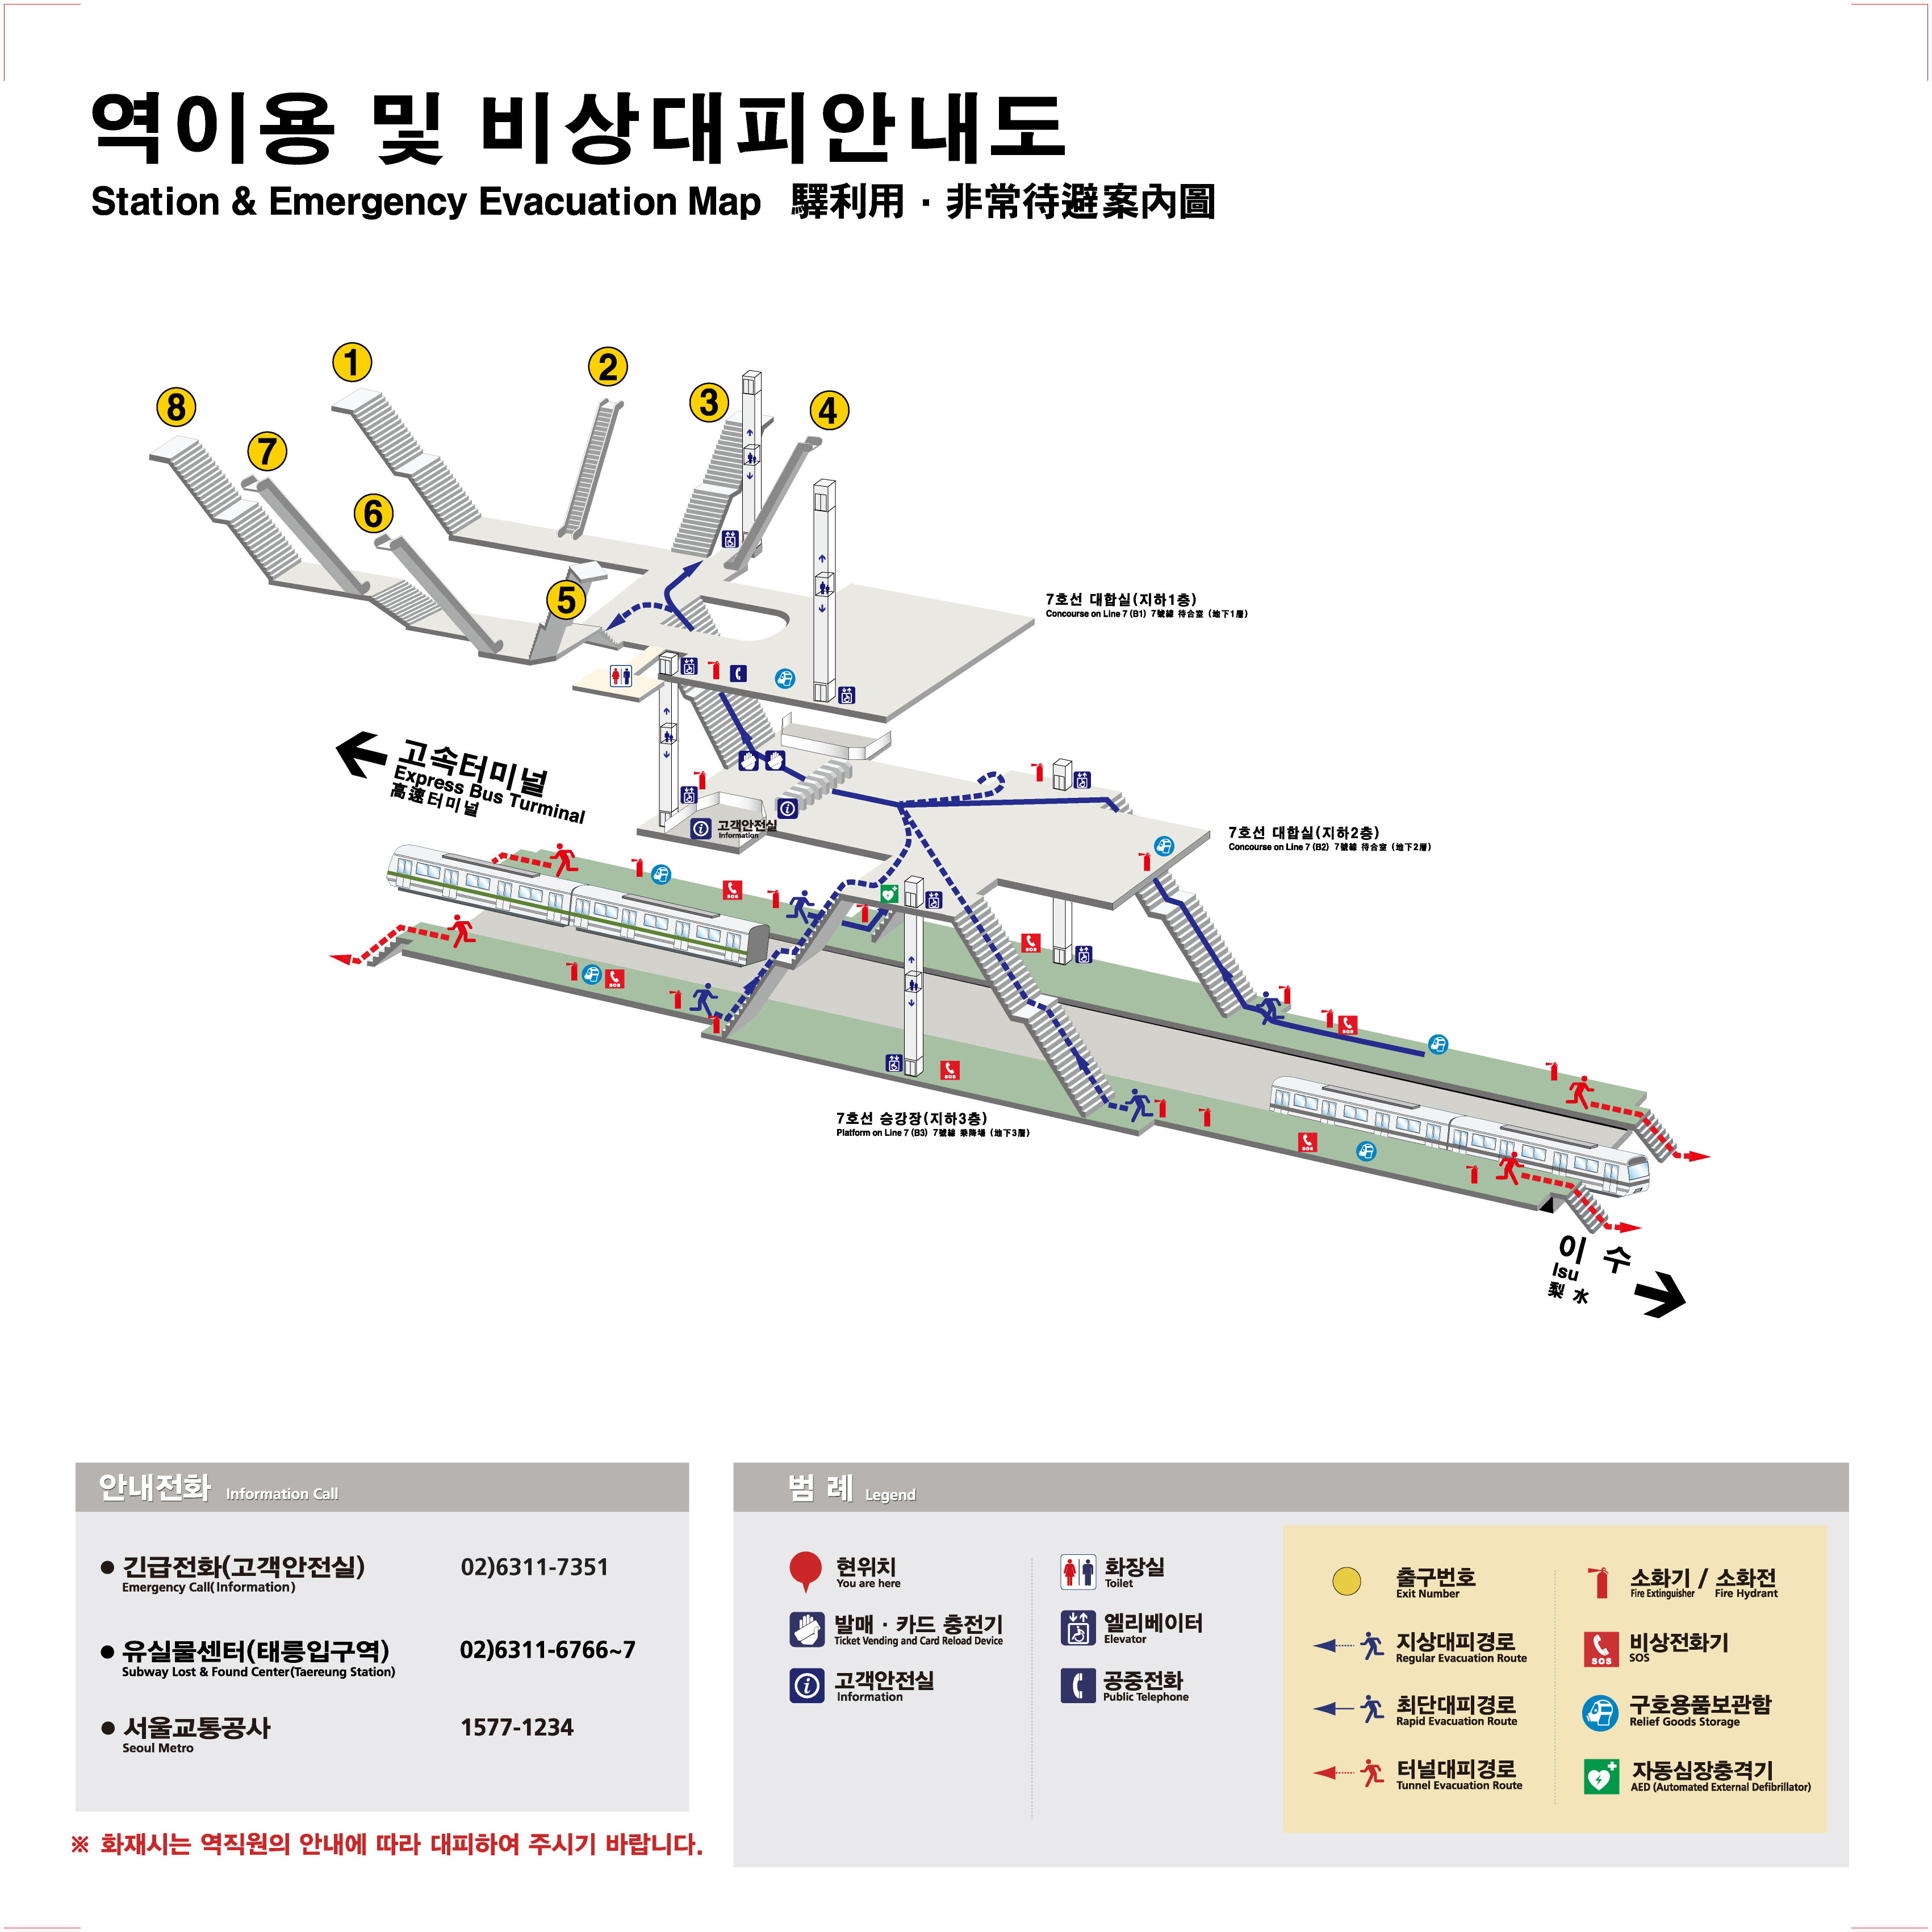 역이용 및 비상대피안내도
Station & Emergency Evacuation Map 驛利用·非常待避案內圖
1
2
3
4
8
7
6
5
7호선 대합실(지하1층)
Concourse on Line 7 (B1) 7號線 待合室 (地下1層)
고속터미널
Express Bus Turminal
高速터미널
고객안전실
Information
7호선 대합실(지하2층)
Concourse on Line 7 (B2) 7號線 待合室 (地下2層)
SOS
SOS
SOS
SOS
SOS
SOS
7호선 승강장(지하3층)
Platform on Line 7 (B3) 7號線 乘降場 (地下3層)
이 수
Isu
梨 水
안내전화 Information Call
● 긴급전화(고객안전실) 02)6311-7351
Emergency Call(Information)
● 유실물센터(태릉입구역) 02)6311-6766~7
Subway Lost & Found Center(Taereung Station)
● 서울교통공사 1577-1234
Seoul Metro
※ 화재시는 역직원의 안내에 따라 대피하여 주시기 바랍니다.
범 례 Legend
현위치
You are here
발매·카드 충전기
Ticket Vending and Card Reload Device
고객안전실
Information
화장실
Toilet
엘리베이터
Elevator
공중전화
Public Telephone
출구번호
Exit Number
지상대피경로
Regular Evacuation Route
최단대피경로
Rapid Evacuation Route
터널대피경로
Tunnel Evacuation Route
소화기 / 소화전
Fire Extinguisher / Fire Hydrant
SOS
비상전화기
SOS
구호용품보관함
Relief Goods Storage
자동심장충격기
AED (Automated External Defibrillator)